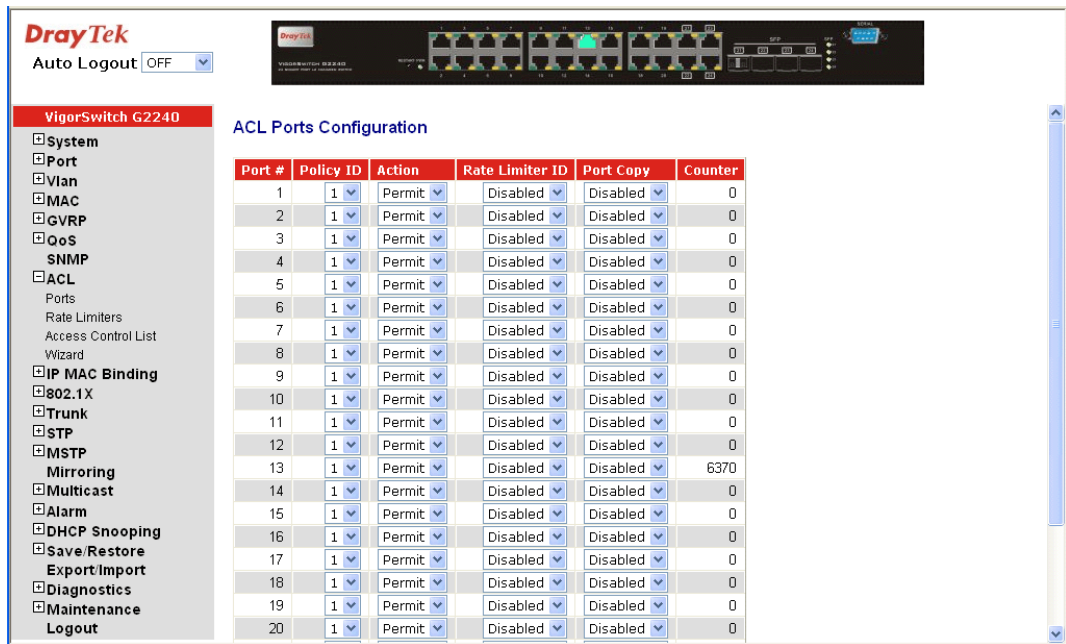 DrayTek
Auto Logout OFF
DrayTek
VIGORSWITCH G2240
SFP
SERIAL
VigorSwitch G2240
System
Port
Vlan
MAC
GVRP
QoS
SNMP
ACL
Ports
Rate Limiters
Access Control List
Wizard
IP MAC Binding
802.1X
Trunk
STP
MSTP
Mirroring
Multicast
Alarm
DHCP Snooping
Save/Restore
Export/Import
Diagnostics
Maintenance
Logout
ACL Ports Configuration
Port # Policy ID Action Rate Limiter ID Port Copy Counter
1 1 Permit Disabled Disabled 0
2 1 Permit Disabled Disabled 0
3 1 Permit Disabled Disabled 0
4 1 Permit Disabled Disabled 0
5 1 Permit Disabled Disabled 0
6 1 Permit Disabled Disabled 0
7 1 Permit Disabled Disabled 0
8 1 Permit Disabled Disabled 0
9 1 Permit Disabled Disabled 0
10 1 Permit Disabled Disabled 0
11 1 Permit Disabled Disabled 0
12 1 Permit Disabled Disabled 0
13 1 Permit Disabled Disabled 6370
14 1 Permit Disabled Disabled 0
15 1 Permit Disabled Disabled 0
16 1 Permit Disabled Disabled 0
17 1 Permit Disabled Disabled 0
18 1 Permit Disabled Disabled 0
19 1 Permit Disabled Disabled 0
20 1 Permit Disabled Disabled 0